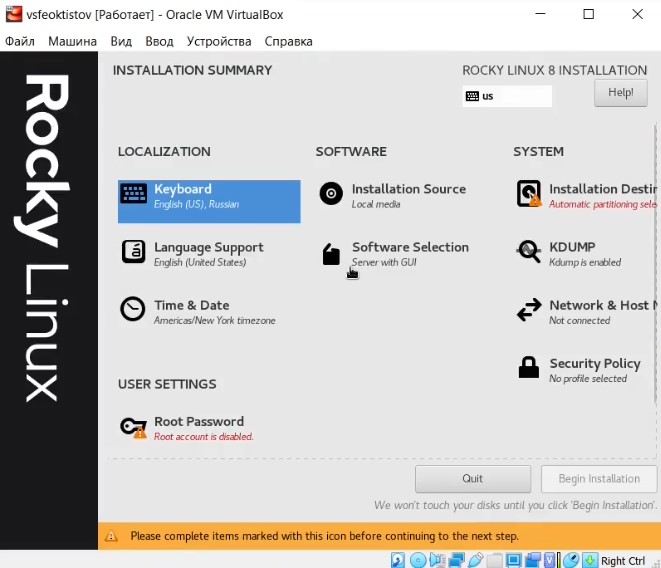 vsfeoktistov [Работает] - Oracle VM VirtualBox
Файл Машина Вид Ввод Устройства Справка
Rocky Linux
INSTALLATION SUMMARY
ROCKY LINUX 8 INSTALLATION
us
Help!
LOCALIZATION
Keyboard
English (US), Russian
Language Support
English (United States)
Time & Date
Americas/New York timezone
USER SETTINGS
Root Password
Root account is disabled.
SOFTWARE
Installation Source
Local media
Software Selection
Server with GUI
SYSTEM
Installation Destin
Automatic partitioning sele
KDUMP
Kdump is enabled
Network & Host N
Not connected
Security Policy
No profile selected
Quit
Begin Installation
We won't touch your disks until you click 'Begin Installation'.
Please complete items marked with this icon before continuing to the next step.
Right Ctrl